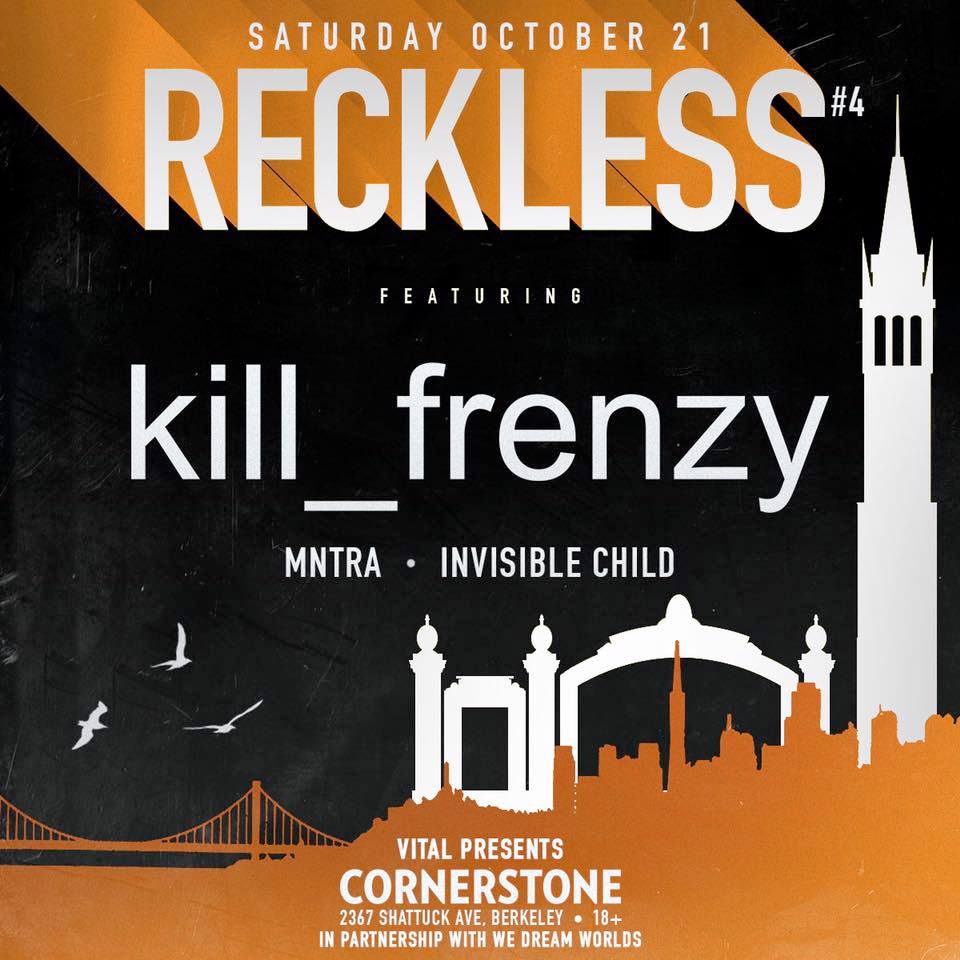 SATURDAY OCTOBER 21
RECKLESS #4
FEATURING
kill_frenzy
MNTRA • INVISIBLE CHILD
VITAL PRESENTS
CORNERSTONE
2367 SHATTUCK AVE, BERKELEY • 18+
IN PARTNERSHIP WITH WE DREAM WORLDS